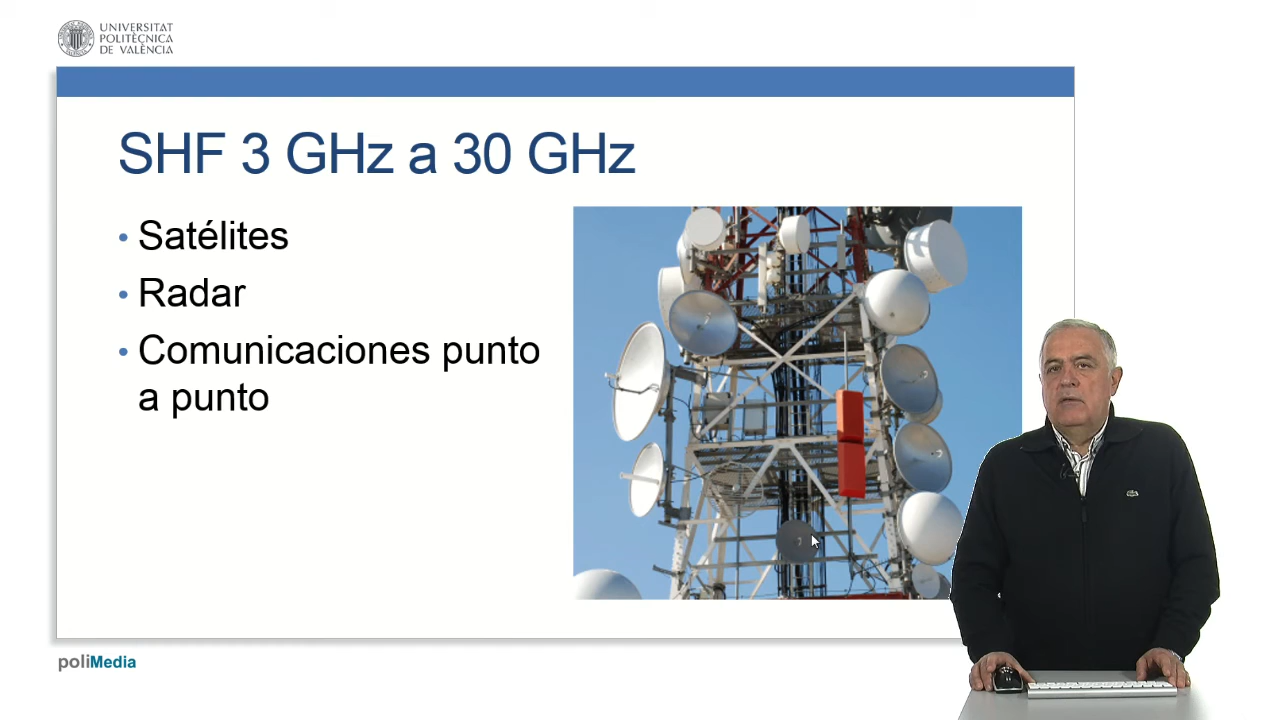 UNIVERSITAT
POLITÈCNICA
DE VALÈNCIA
SHF 3 GHz a 30 GHz
• Satélites
• Radar
• Comunicaciones punto
a punto
poliMedia